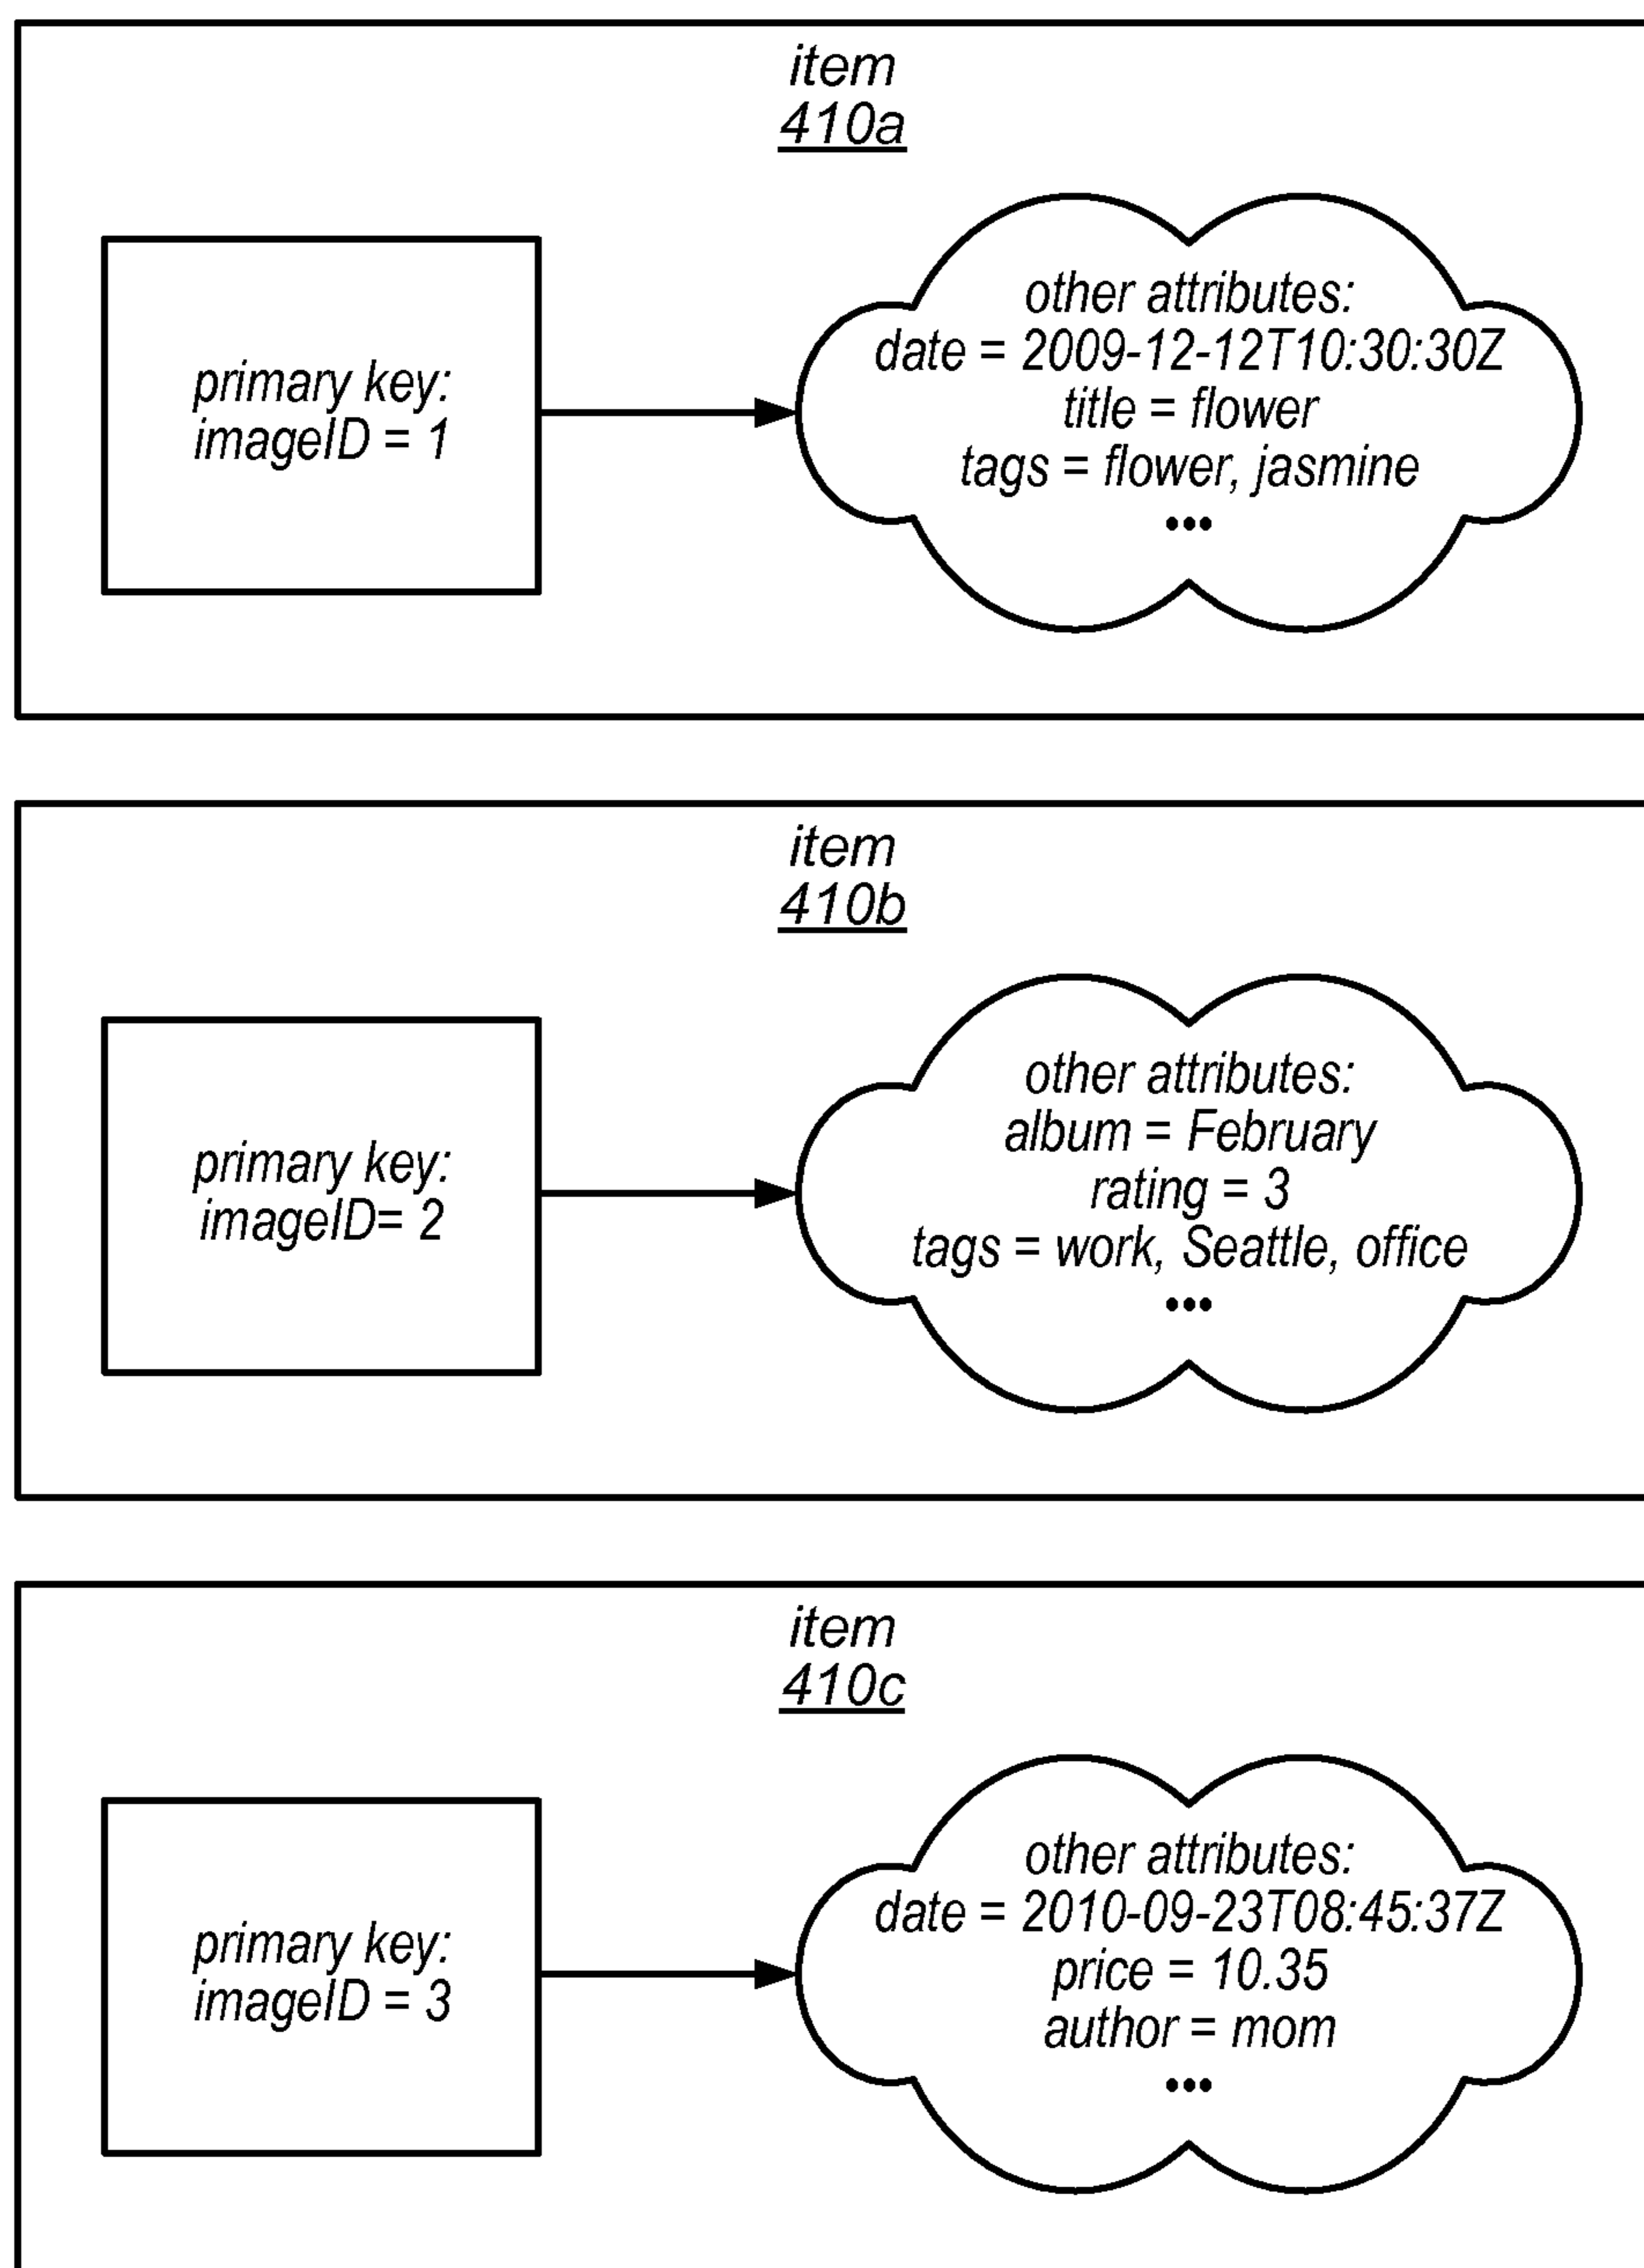 item
410a
primary key:
imageID = 1
other attributes:
date = 2009-12-12T10:30:30Z
title = flower
tags = flower, jasmine
•••
item
410b
primary key:
imageID= 2
other attributes:
album = February
rating = 3
tags = work, Seattle, office
•••
item
410c
primary key:
imageID = 3
other attributes:
date = 2010-09-23T08:45:37Z
price = 10.35
author = mom
•••